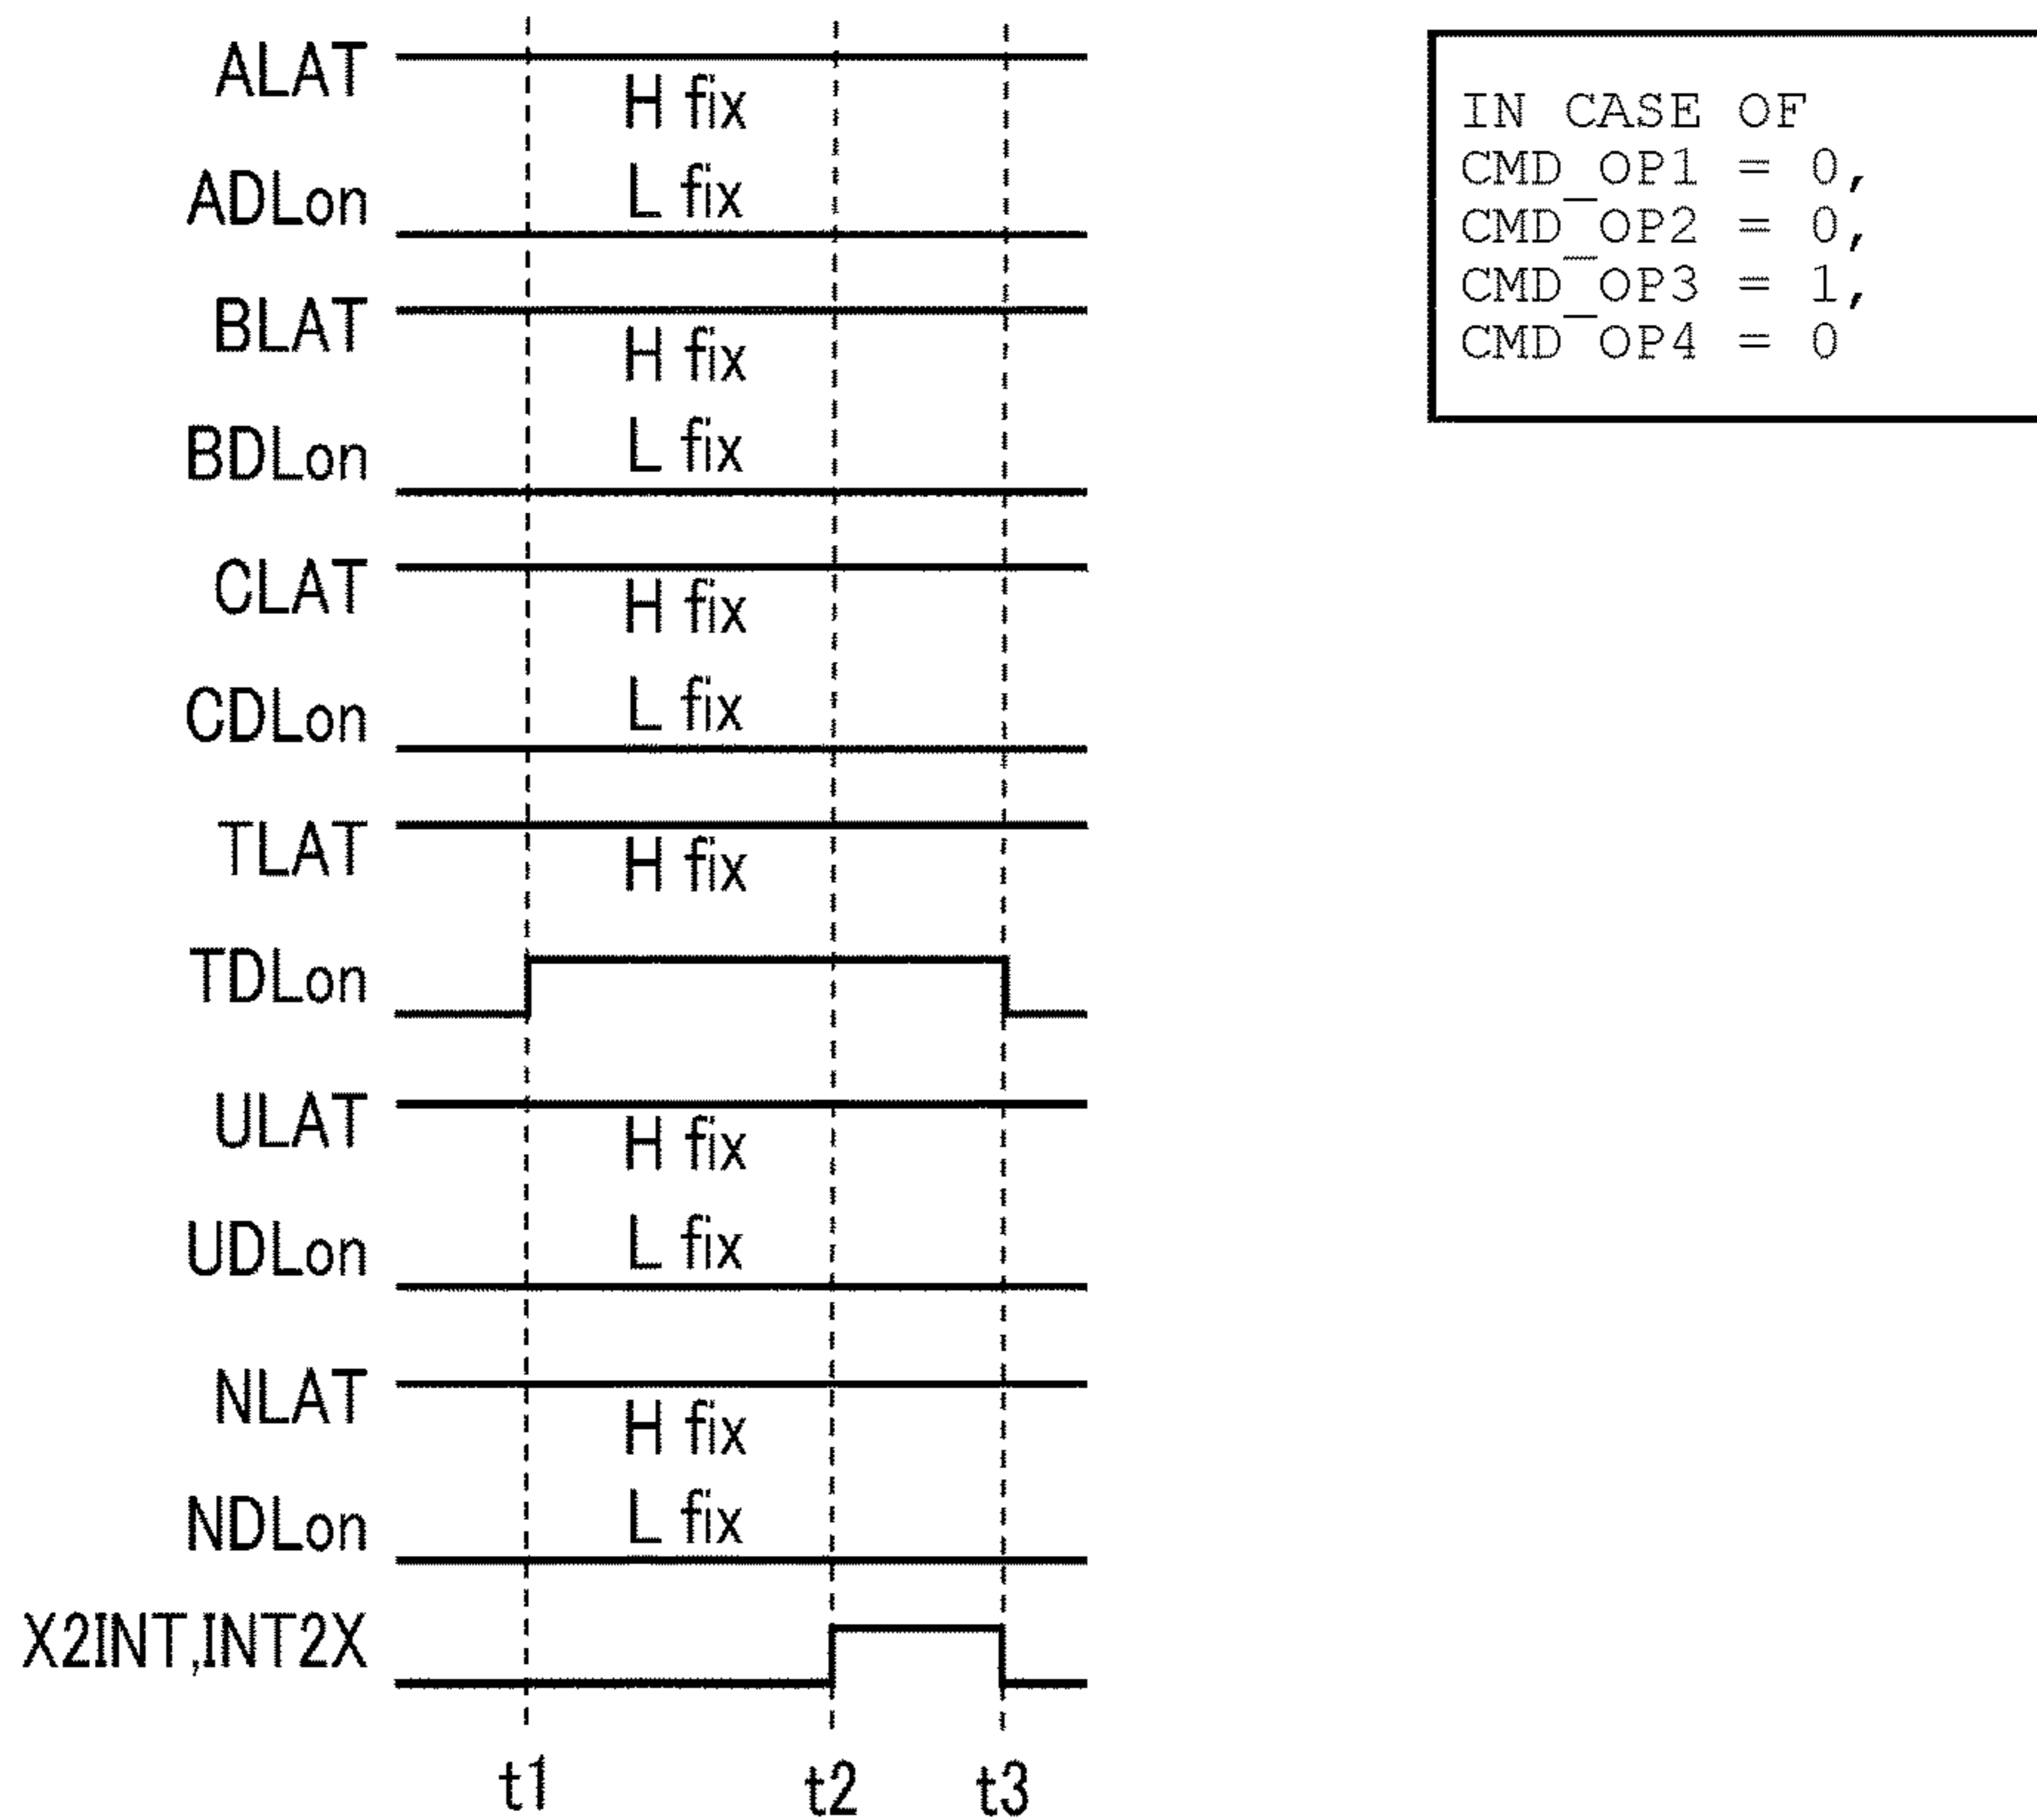 ALAT
H fix
ADLon
L fix
BLAT
H fix
BDLon
L fix
CLAT
H fix
CDLon
L fix
TLAT
H fix
TDLon
ULAT
H fix
UDLon
L fix
NLAT
H fix
NDLon
L fix
X2INT,INT2X
t1 t2 t3
IN CASE OF
CMD_OP1 = 0,
CMD_OP2 = 0,
CMD_OP3 = 1,
CMD_OP4 = 0